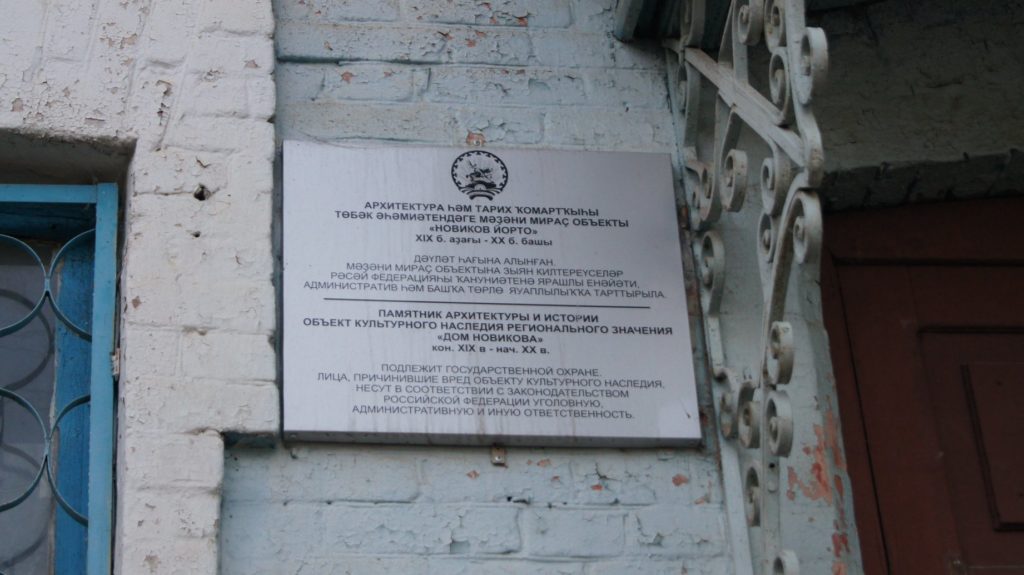 АРХИТЕКТУРА ҺӘМ ТАРИХ ҠОМАРТҠЫҺЫ
ТӨБӘК ӘҺӘМИӘТЕНДӘГЕ МӘҘӘНИ МИРАҪ ОБЪЕКТЫ
«НОВИКОВ ЙОРТО»
XIX б. аҙағы - XX б. башы
ДӘҮЛӘТ ҺАҒЫНА АЛЫНҒАН.
МӘҘӘНИ МИРАҪ ОБЪЕКТЫНА ЗЫЯН КИЛТЕРЕҮСЕЛӘР
РӘСӘЙ ФЕДЕРАЦИЯҺЫ ҠАНУНИӘТЕНӘ ЯРАШЛЫ ЕНӘЙӘТИ,
АДМИНИСТРАТИВ ҺӘМ БАШҠА ТӨРЛӨ ЯУАПЛЫЛЫҠҠА ТАРТТЫРЫЛА.
ПАМЯТНИК АРХИТЕКТУРЫ И ИСТОРИИ
ОБЪЕКТ КУЛЬТУРНОГО НАСЛЕДИЯ РЕГИОНАЛЬНОГО ЗНАЧЕНИЯ
«ДОМ НОВИКОВА»
кон. XIX в - нач. XX в.
ПОДЛЕЖИТ ГОСУДАРСТВЕННОЙ ОХРАНЕ.
ЛИЦА, ПРИЧИНИВШИЕ ВРЕД ОБЪЕКТУ КУЛЬТУРНОГО НАСЛЕДИЯ,
НЕСУТ В СООТВЕТСТВИИ С ЗАКОНОДАТЕЛЬСТВОМ
РОССИЙСКОЙ ФЕДЕРАЦИИ УГОЛОВНУЮ,
АДМИНИСТРАТИВНУЮ И ИНУЮ ОТВЕТСТВЕННОСТЬ.